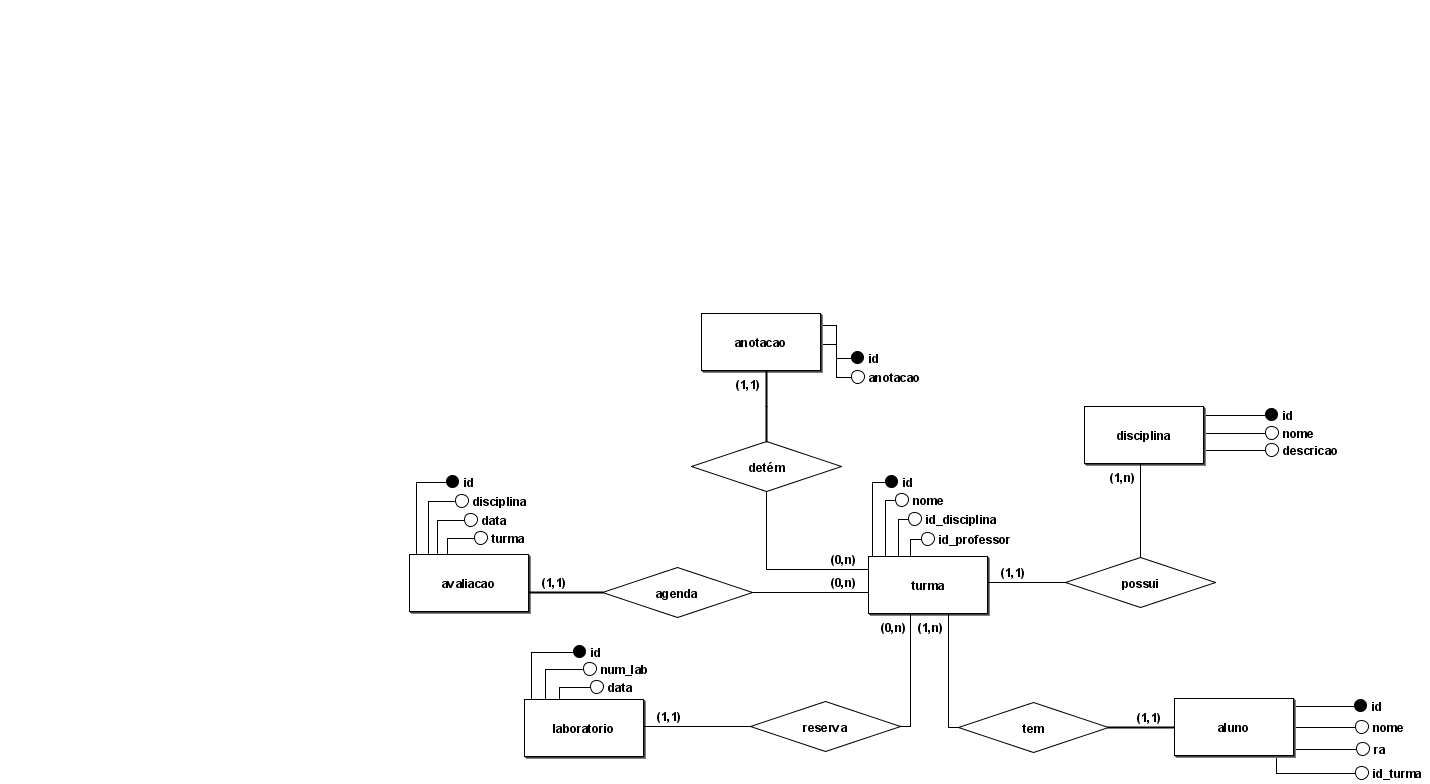 anotacao
id
anotacao
(1,1)
detém
disciplina
id
nome
descricao
(1,n)
id
disciplina
data
turma
avaliacao
(1,1)
agenda
(0,n)
(0,n)
id
nome
id_disciplina
id_professor
turma
(1,1)
possui
(0,n)
(1,n)
id
num_lab
data
laboratorio
(1,1)
reserva
tem
(1,1)
aluno
id
nome
ra
id_turma